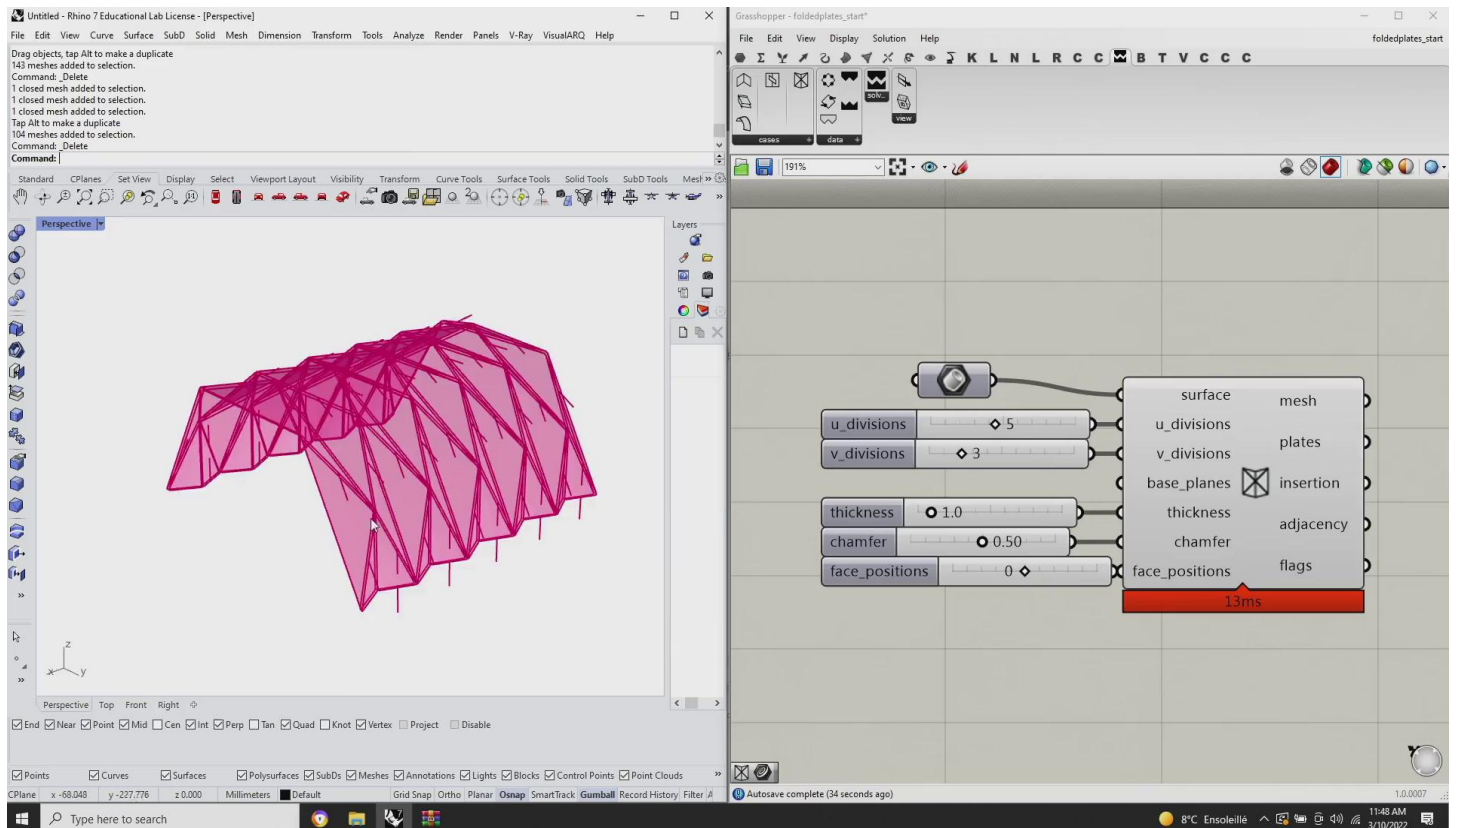 Untitled - Rhino 7 Educational Lab License - [Perspective]
File Edit View Curve Surface SubD Solid Mesh Dimension Transform Tools Analyze Render Panels V-Ray VisualARQ Help
Drag objects, tap Alt to make a duplicate
143 meshes added to selection.
Command: _Delete
1 closed mesh added to selection.
1 closed mesh added to selection.
1 closed mesh added to selection.
Tap Alt to make a duplicate
104 meshes added to selection.
Command: _Delete
Command:
Standard CPlanes Set View Display Select Viewport Layout Visibility Transform Curve Tools Surface Tools Solid Tools SubD Tools Mesh »
Perspective
Layers
z
x y
Perspective Top Front Right
End Near Point Mid Cen Int Perp Tan Quad Knot Vertex Project Disable
Points Curves Surfaces Polysurfaces SubDs Meshes Annotations Lights Blocks Control Points Point Clouds »
CPlane x -68.048 y -227.776 z 0.000 Millimeters Default Grid Snap Ortho Planar Osnap SmartTrack Gumball Record History Filter
Grasshopper - foldedplates_start*
File Edit View Display Solution Help foldedplates_start
K L N L R C C B T V C C C
solv...
view
cases + data +
191%
surface
u_divisions 5
v_divisions 3
thickness 1.0
chamfer 0.50
face_positions 0
u_divisions
v_divisions
base_planes
thickness
chamfer
face_positions
mesh
plates
insertion
adjacency
flags
13ms
Autosave complete (34 seconds ago) 1.0.0007
Type here to search
8°C Ensoleillé
11:48 AM
3/10/2022